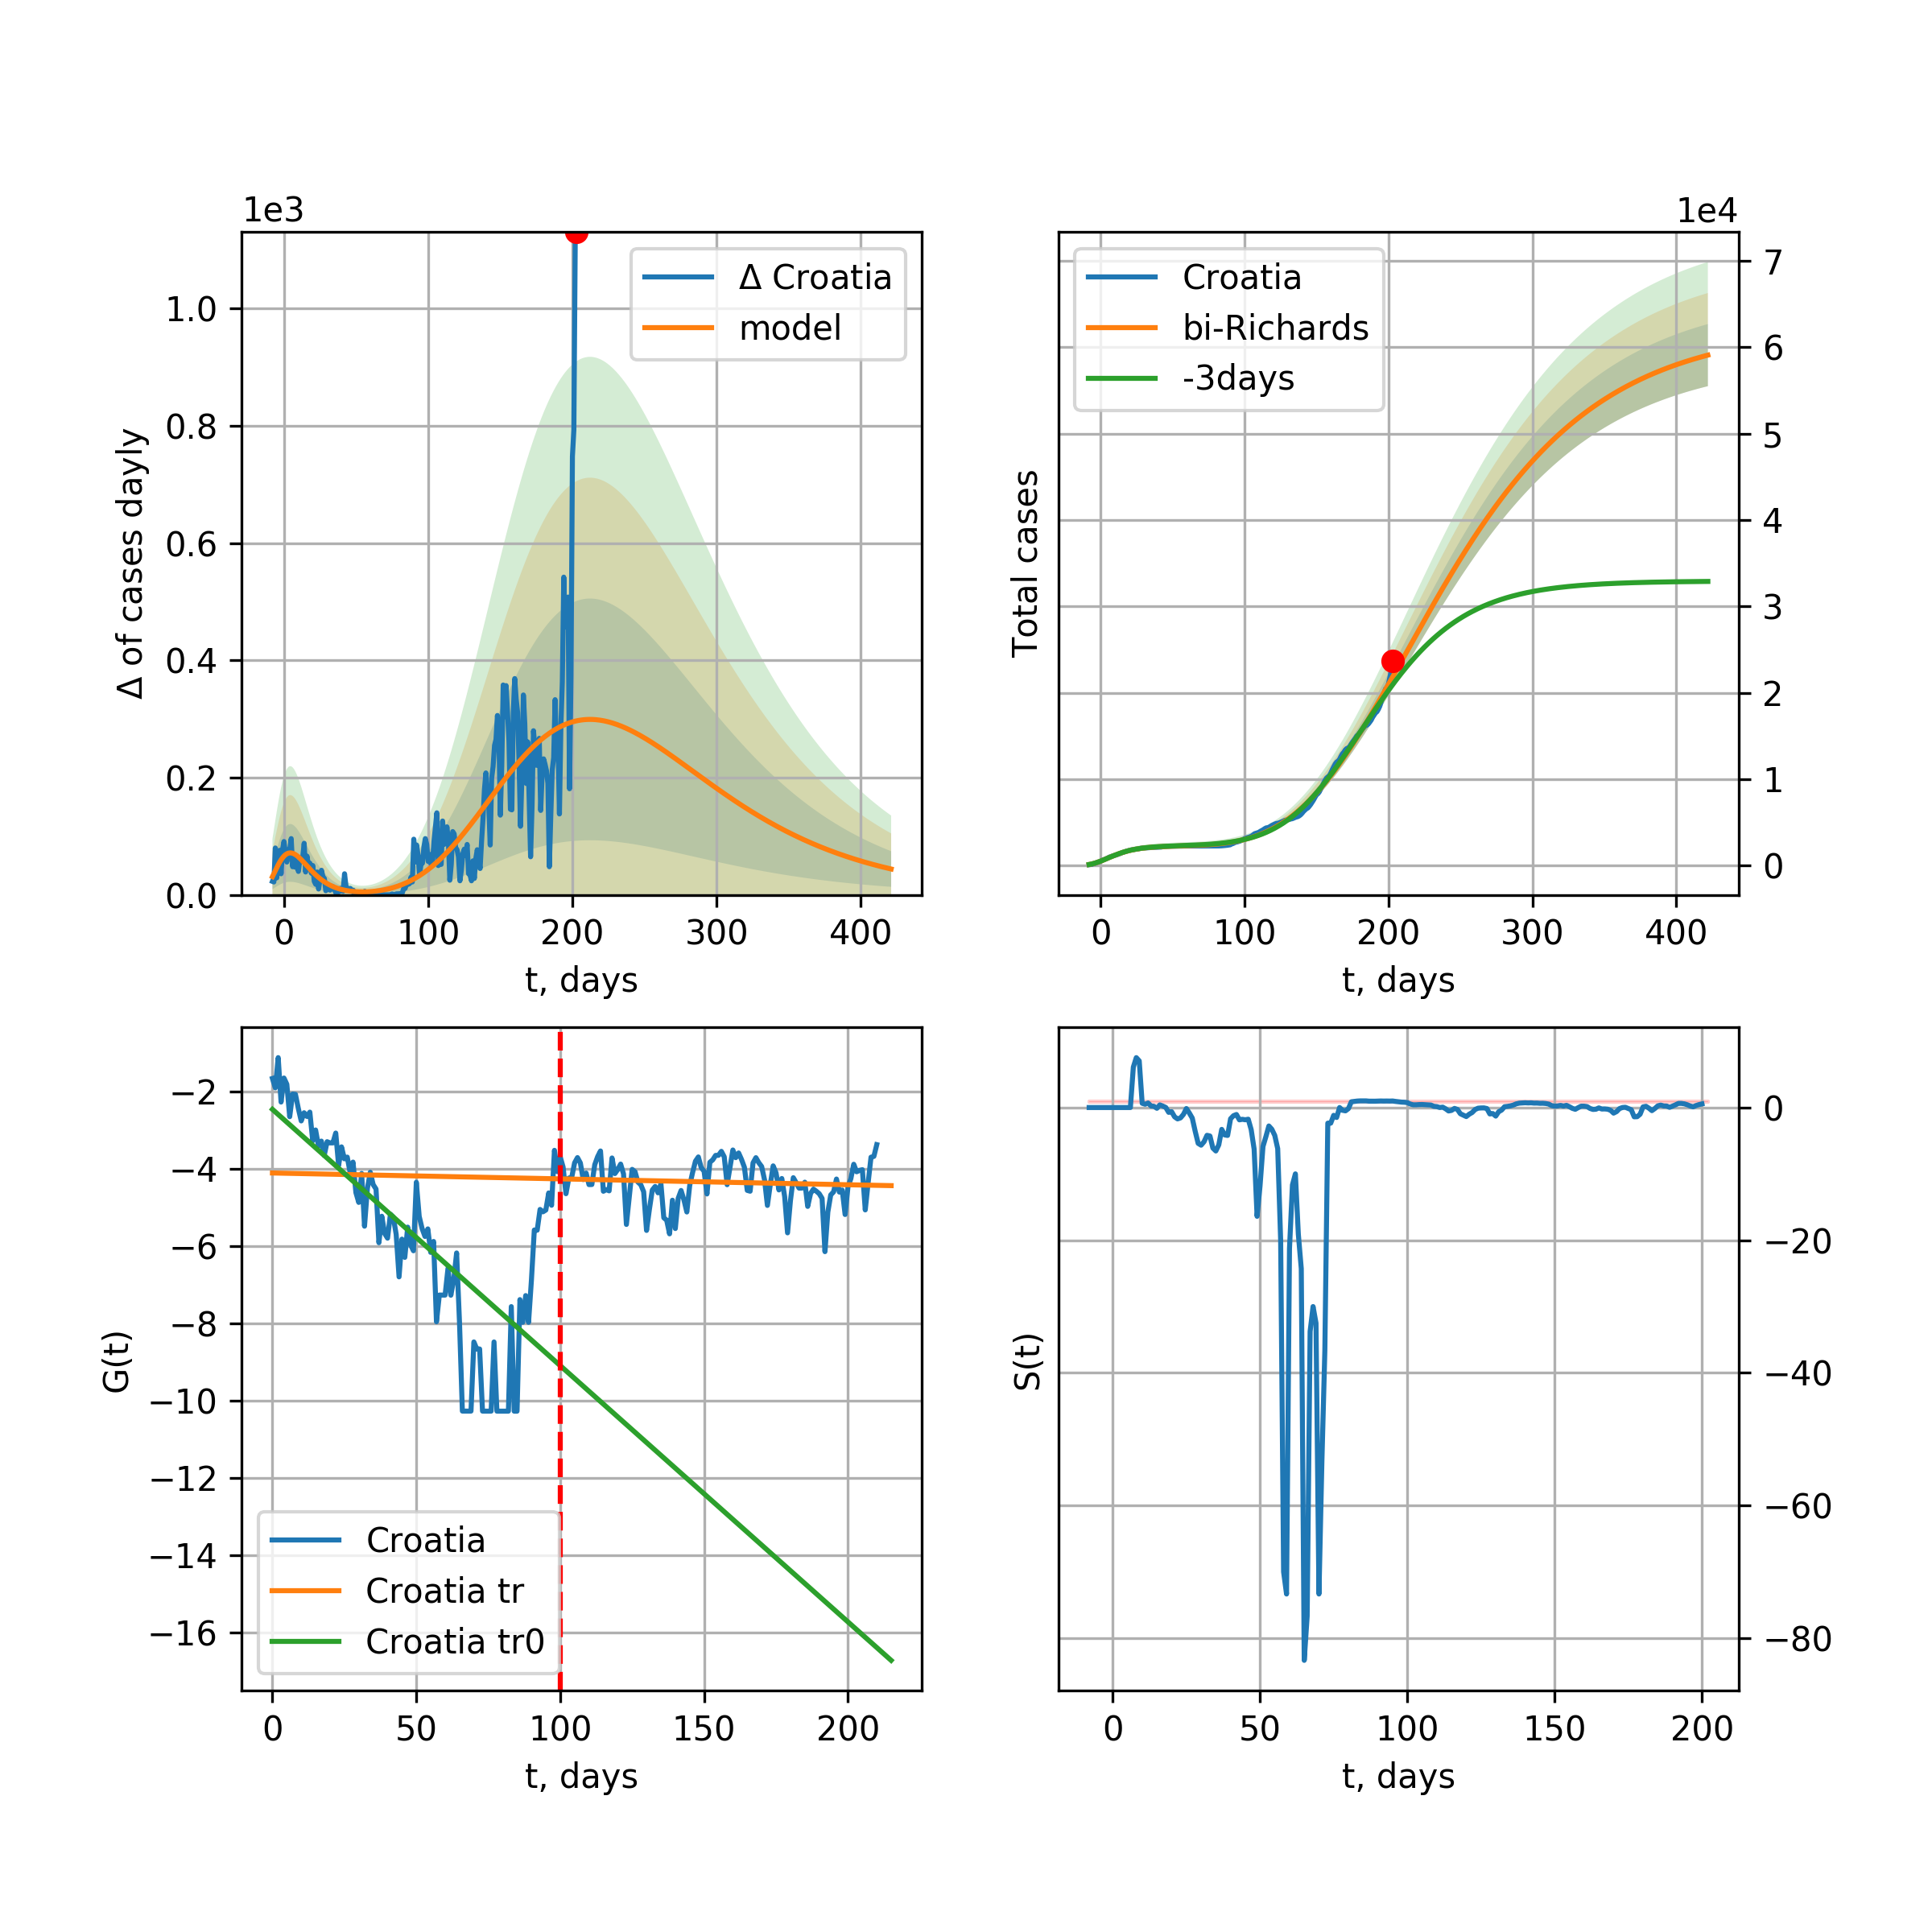 1e3
Δ of cases dayly
1.0
0.8
0.6
0.4
0.2
0.0
Δ Croatia
model
0 100 200 300 400
t, days
1e4
Total cases
Croatia
bi-Richards
-3days
7
6
5
4
3
2
1
0
0 100 200 300 400
t, days
G(t)
−2
−4
−6
−8
−10
−12
−14
−16
Croatia
Croatia tr
Croatia tr0
0 50 100 150 200
t, days
S(t)
0
−20
−40
−60
−80
0 50 100 150 200
t, days